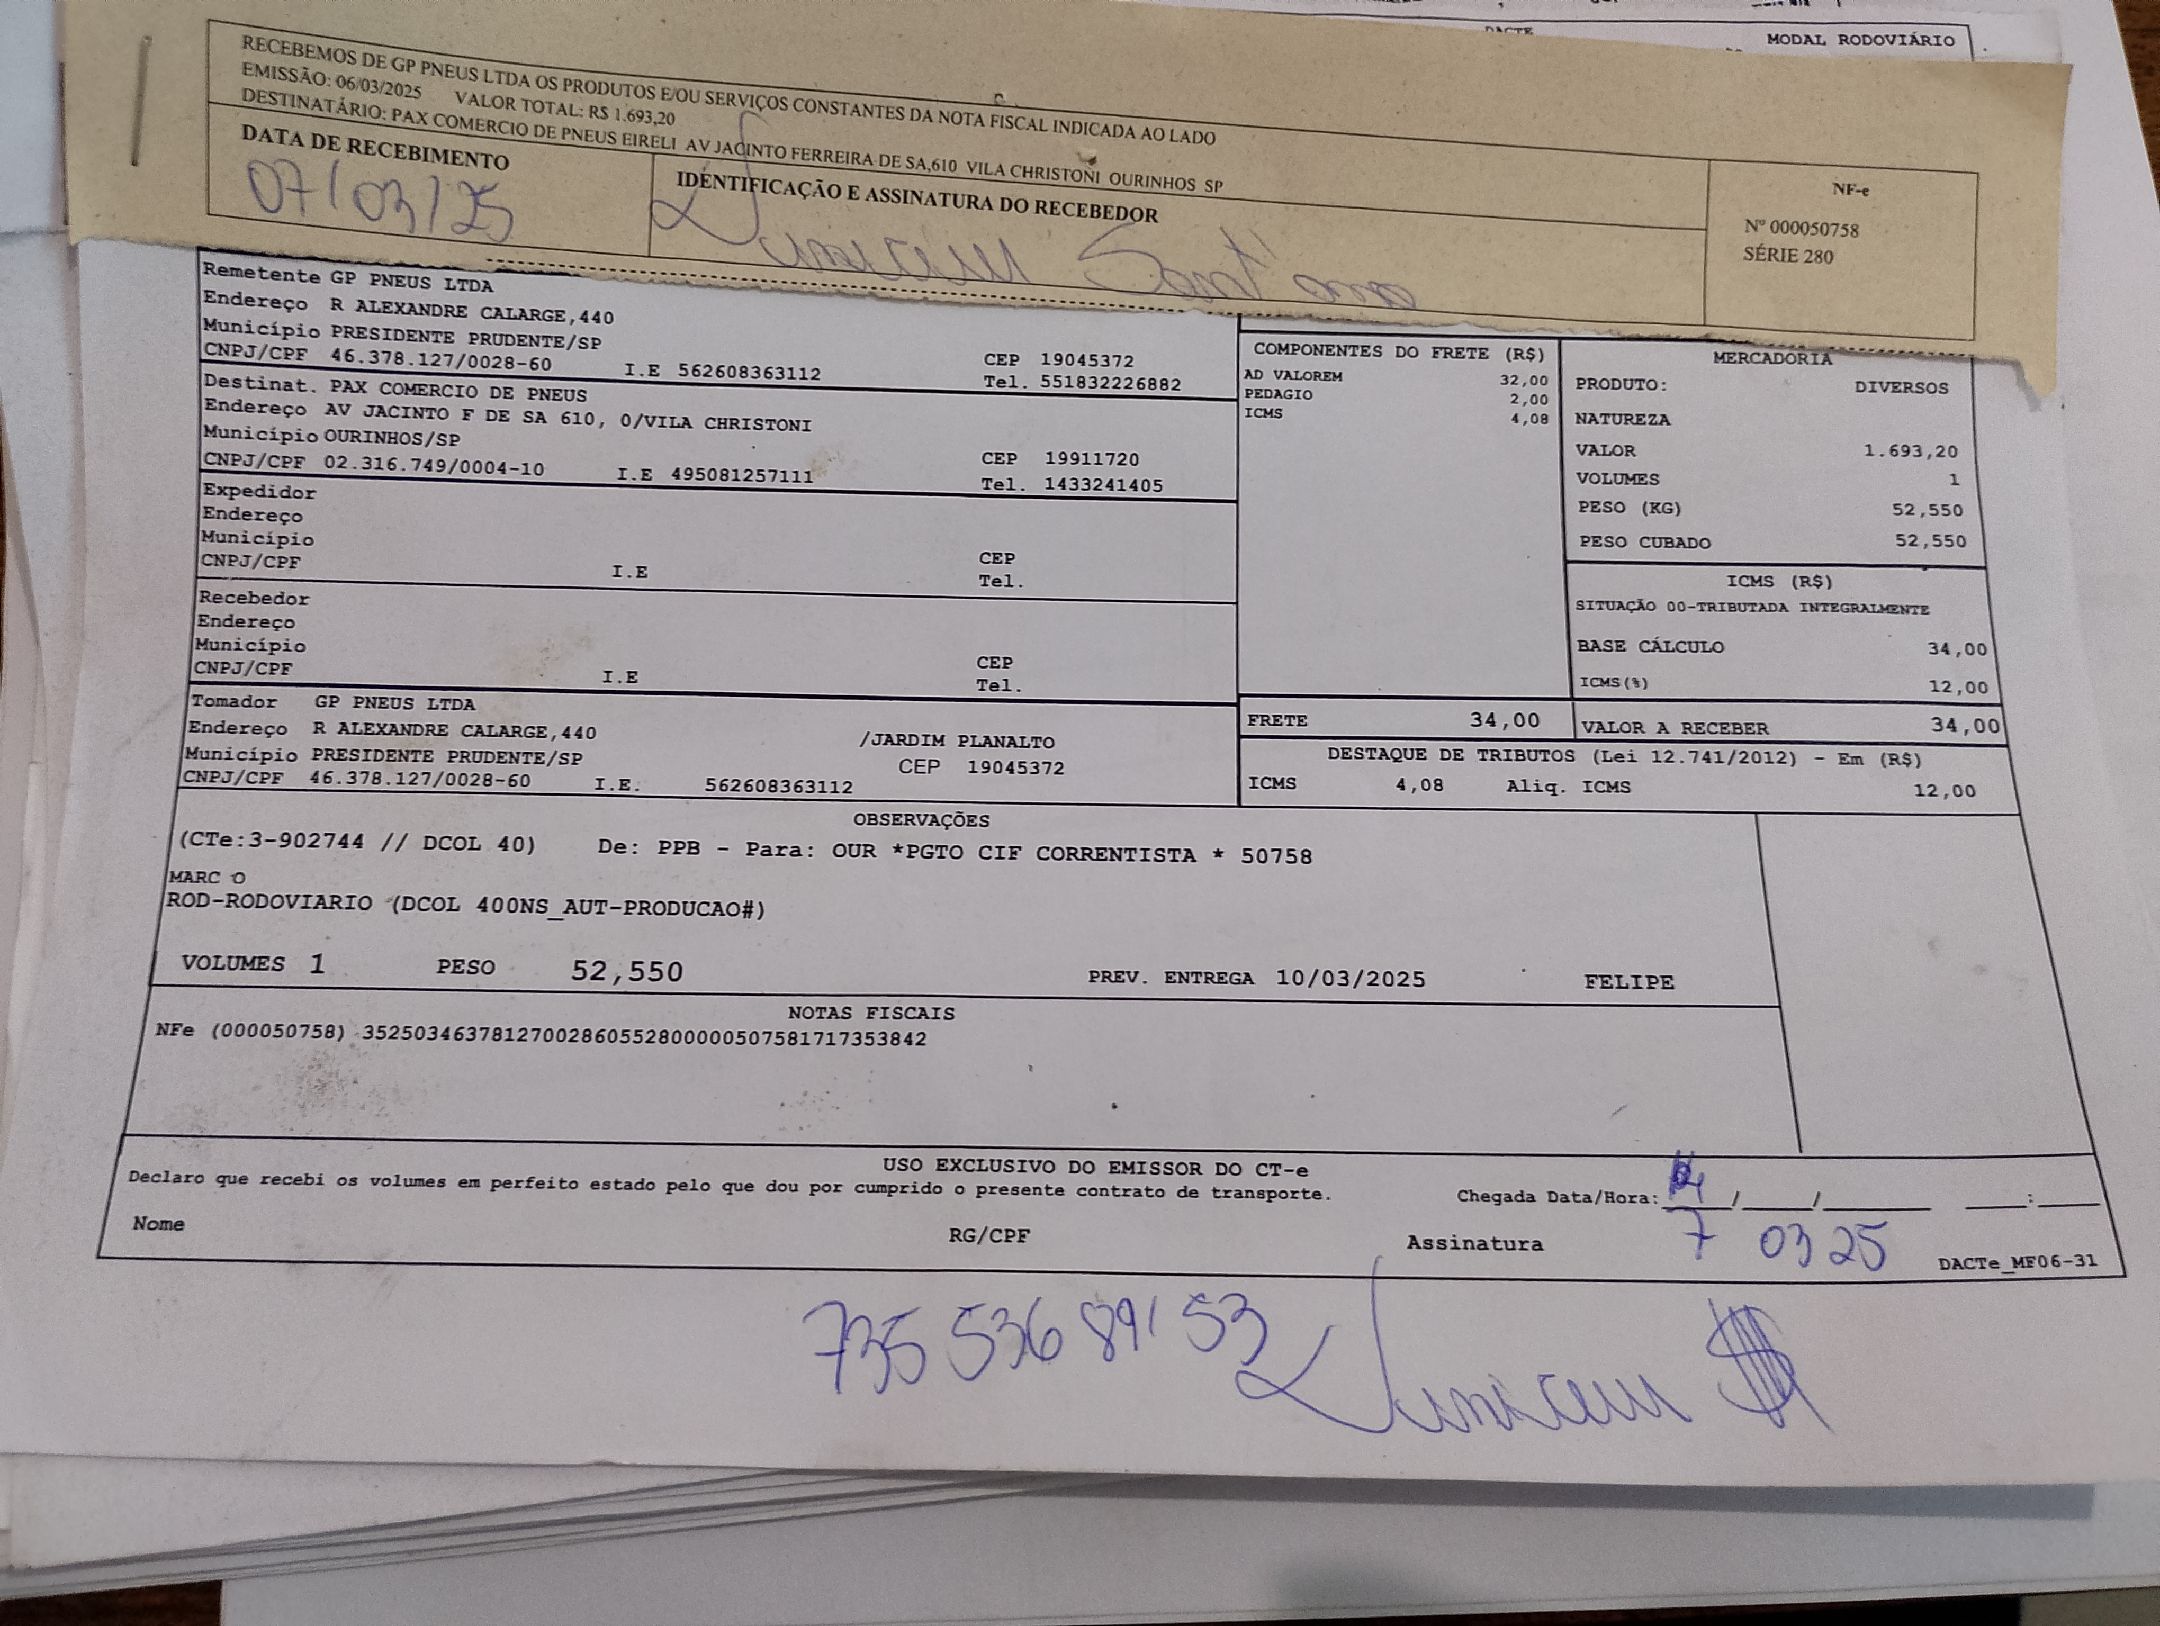 MODAL RODOVIÁRIO
RECEBEMOS DE GP PNEUS LTDA OS PRODUTOS E/OU SERVIÇOS CONSTANTES DA NOTA FISCAL INDICADA AO LADO
EMISSÃO: 06/03/2025 VALOR TOTAL: R$ 1.693,20
DESTINATÁRIO: PAX COMERCIO DE PNEUS EIRELI AV JACINTO FERREIRA DE SA,610 VILA CHRISTONI OURINHOS SP
DATA DE RECEBIMENTO
07/03/25
IDENTIFICAÇÃO E ASSINATURA DO RECEBEDOR
Sant'ana
NF-e
Nº 000050758
SÉRIE 280
Remetente GP PNEUS LTDA
Endereço R ALEXANDRE CALARGE,440
Município PRESIDENTE PRUDENTE/SP
CNPJ/CPF 46.378.127/0028-60 I.E 562608363112
CEP 19045372
Tel. 551832226882
Destinat. PAX COMERCIO DE PNEUS
Endereço AV JACINTO F DE SA 610, 0/VILA CHRISTONI
Município OURINHOS/SP
CNPJ/CPF 02.316.749/0004-10 I.E 495081257111
CEP 19911720
Tel. 1433241405
Expedidor
Endereço
Município
CNPJ/CPF I.E
CEP
Tel.
Recebedor
Endereço
Município
CNPJ/CPF I.E
CEP
Tel.
Tomador GP PNEUS LTDA
Endereço R ALEXANDRE CALARGE,440 /JARDIM PLANALTO
Município PRESIDENTE PRUDENTE/SP CEP 19045372
CNPJ/CPF 46.378.127/0028-60 I.E. 562608363112
COMPONENTES DO FRETE (R$)
AD VALOREM 32,00
PEDAGIO 2,00
ICMS 4,08
MERCADORIA
PRODUTO: DIVERSOS
NATUREZA
VALOR 1.693,20
VOLUMES 1
PESO (KG) 52,550
PESO CUBADO 52,550
ICMS (R$)
SITUAÇÃO 00-TRIBUTADA INTEGRALMENTE
BASE CÁLCULO 34,00
ICMS(%) 12,00
FRETE 34,00
VALOR A RECEBER 34,00
DESTAQUE DE TRIBUTOS (Lei 12.741/2012) - Em (R$)
ICMS 4,08 Aliq. ICMS 12,00
OBSERVAÇÕES
(CTe:3-902744 // DCOL 40) De: PPB - Para: OUR *PGTO CIF CORRENTISTA * 50758
MARC O
ROD-RODOVIARIO (DCOL 400NS_AUT-PRODUCAO#)
VOLUMES 1 PESO 52,550 PREV. ENTREGA 10/03/2025 FELIPE
NOTAS FISCAIS
NFe (000050758) 35250346378127002860552800000507581717353842
USO EXCLUSIVO DO EMISSOR DO CT-e
Declaro que recebi os volumes em perfeito estado pelo que dou por cumprido o presente contrato de transporte.
Chegada Data/Hora: / / :
7 03 25
Nome RG/CPF Assinatura
DACTe_MF06-31
735 536 891 53